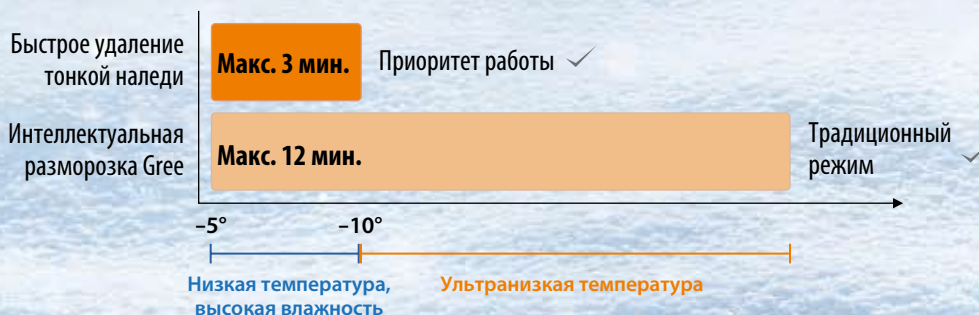 Быстрое удаление
тонкой наледи
Макс. 3 мин.
Приоритет работы
Интеллектуальная
разморозка Gree
Макс. 12 мин.
Традиционный
режим
–5°
–10°
Низкая температура,
высокая влажность
Ультранизкая температура